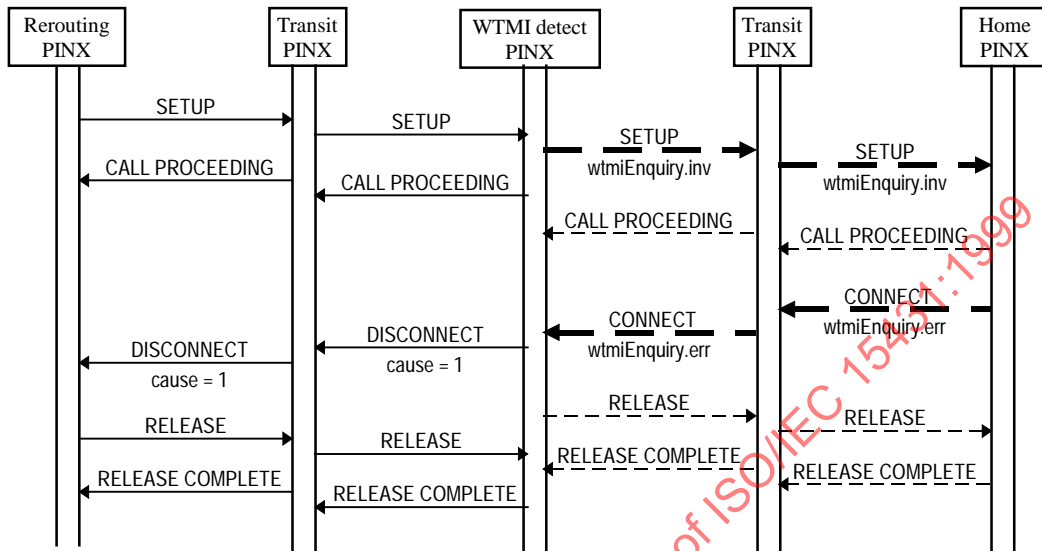 Rerouting PINX
Transit PINX
WTMI detect PINX
Transit PINX
Home PINX
SETUP
SETUP
SETUP
wtmiEnquiry.inv
SETUP
wtmiEnquiry.inv
CALL PROCEEDING
CALL PROCEEDING
CALL PROCEEDING
CALL PROCEEDING
CONNECT
wtmiEnquiry.err
CONNECT
wtmiEnquiry.err
DISCONNECT
cause = 1
DISCONNECT
cause = 1
RELEASE
RELEASE
RELEASE
RELEASE
RELEASE COMPLETE
RELEASE COMPLETE
RELEASE COMPLETE
RELEASE COMPLETE
of ISO/IEC 15431:1999